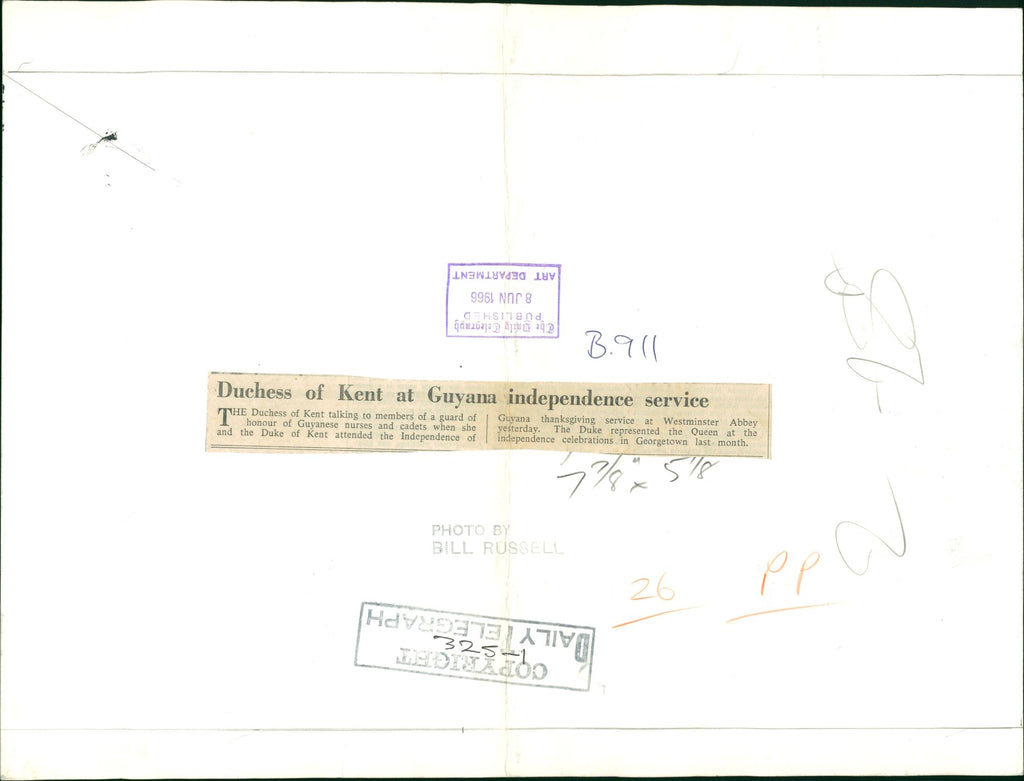 The Daily Telegraph
PUBLISHED
8 JUN 1966
ART DEPARTMENT
B.911
Duchess of Kent at Guyana independence service
THE Duchess of Kent talking to members of a guard of
honour of Guyanese nurses and cadets when she
and the Duke of Kent attended the Independence of
Guyana thanksgiving service at Westminster Abbey
yesterday. The Duke represented the Queen at the
independence celebrations in Georgetown last month.
7 7/8" x 5 1/8
PHOTO BY
BILL RUSSELL
26 PP
COPYRIGHT
325-1
DAILY TELEGRAPH